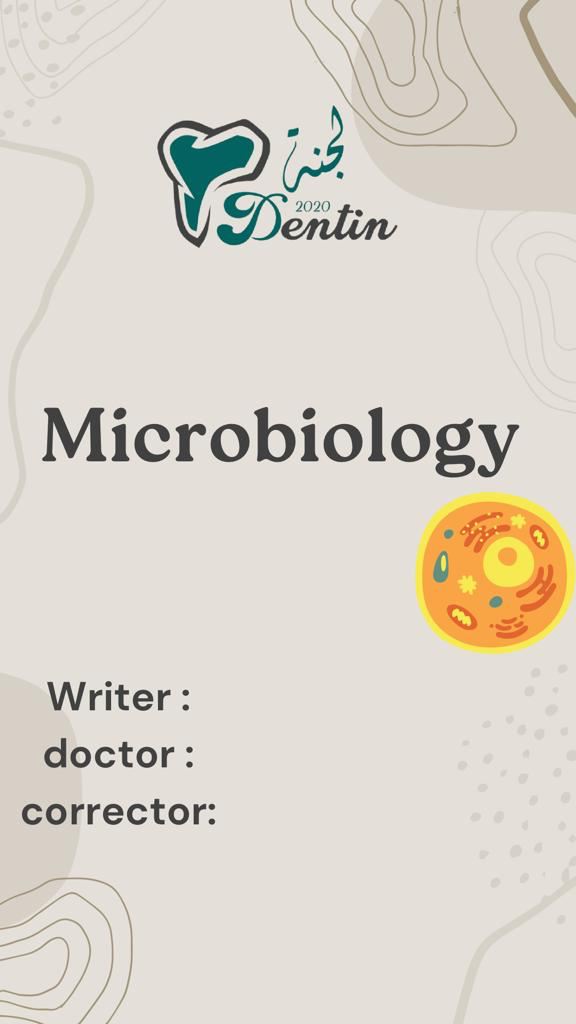 لجنة
2020
Dentin
Microbiology
Writer :
doctor :
corrector: